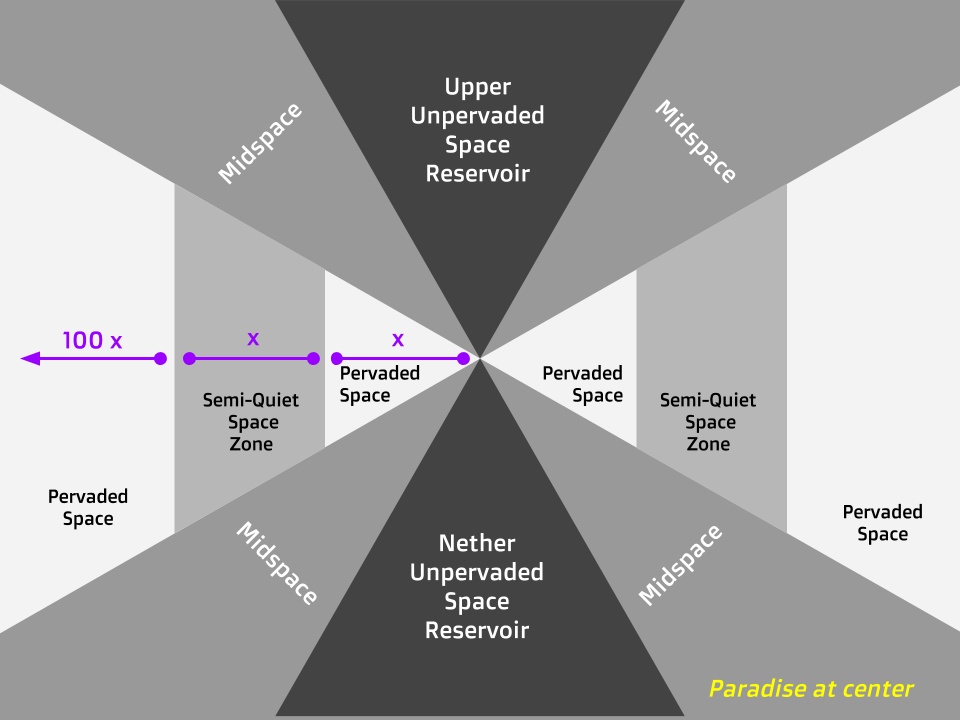 Upper
Unpervaded
Space
Reservoir
Midspace
Midspace
100 x
x
x
Pervaded
Space
Pervaded
Space
Semi-Quiet
Space
Zone
Semi-Quiet
Space
Zone
Pervaded
Space
Pervaded
Space
Midspace
Nether
Unpervaded
Space
Reservoir
Midspace
Paradise at center